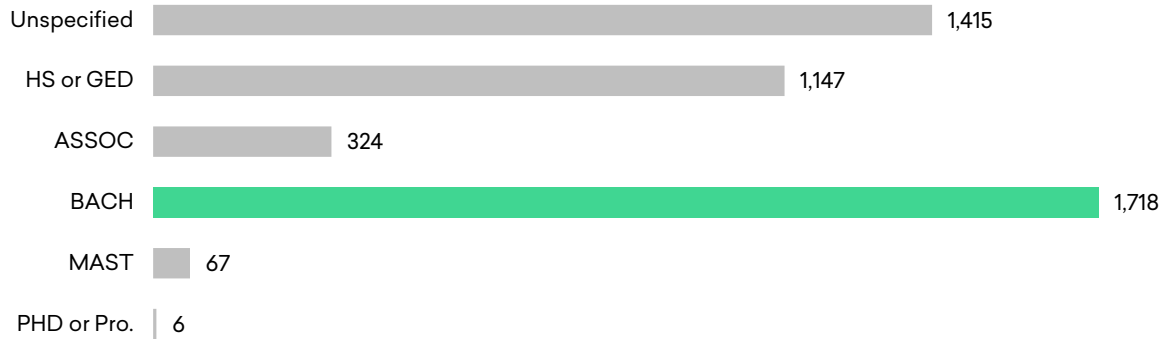 Unspecified 1,415
HS or GED 1,147
ASSOC 324
BACH 1,718
MAST 67
PHD or Pro. 6